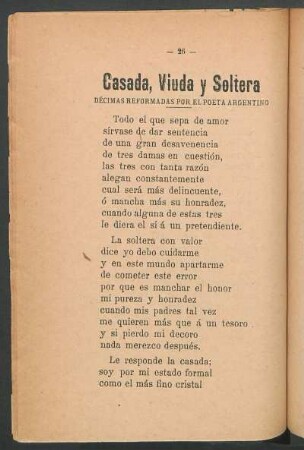 — 26 —
Casada, Viuda y Soltera
DÉCIMAS REFORMADAS POR EL POETA ARGENTINO
Todo el que sepa de amor
sirvase de dar sentencia
de una gran desavenencia
de tres damas en cuestión,
las tres con tanta razón
alegan constantemente
cual será más delincuente,
ó mancha más su honradez,
cuando alguna de estas tres
le diera el sí á un pretendiente.
La soltera con valor
dice yo debo cuidarme
y en este mundo apartarme
de cometer este error
por que es manchar el honor
mi pureza y honradez
cuando mis padres tal vez
me quieren más que á un tesoro
y si pierdo mi decoro
nada merezco después.
Le responde la casada;
soy por mi estado formal
como el más fino cristal